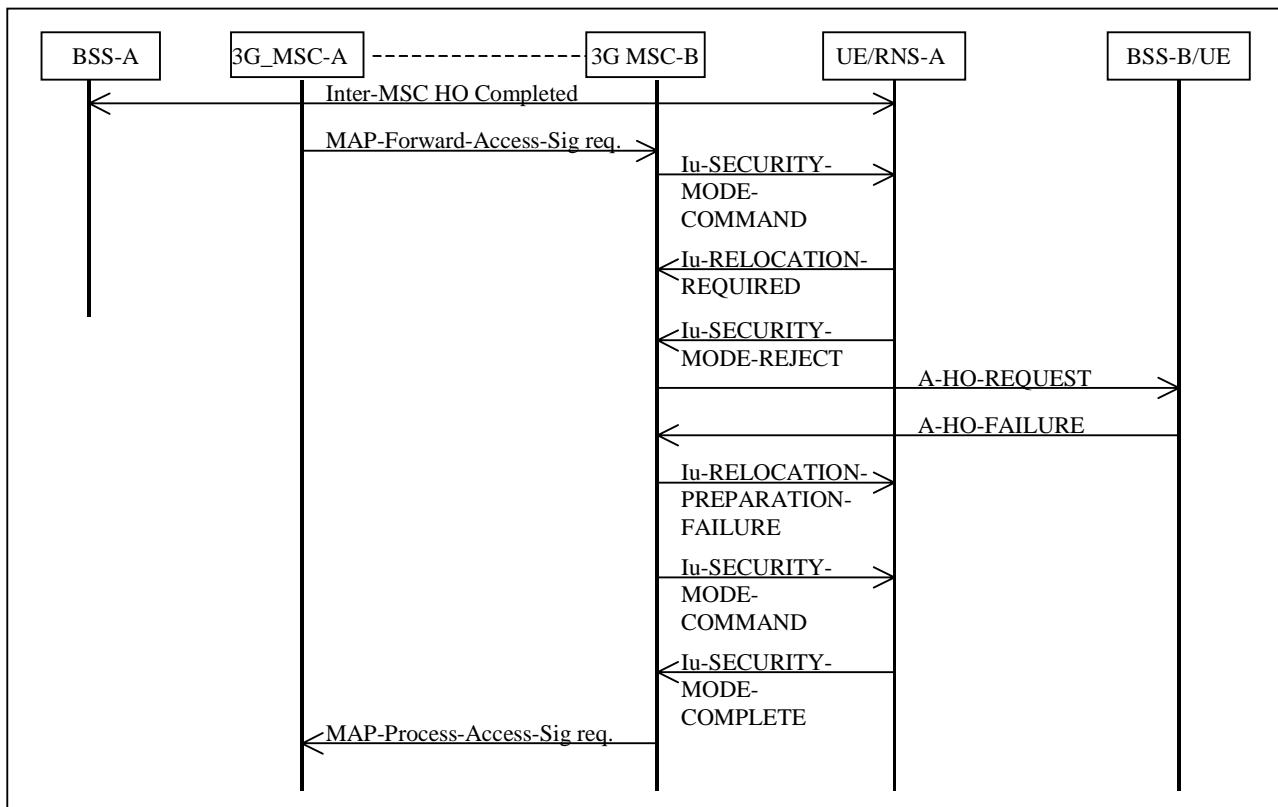 BSS-A
3G_MSC-A
3G MSC-B
UE/RNS-A
BSS-B/UE
Inter-MSC HO Completed
MAP-Forward-Access-Sig req.
Iu-SECURITY-
MODE-
COMMAND
Iu-RELOCATION-
REQUIRED
Iu-SECURITY-
MODE-REJECT
A-HO-REQUEST
A-HO-FAILURE
Iu-RELOCATION-
PREPARATION-
FAILURE
Iu-SECURITY-
MODE-
COMMAND
Iu-SECURITY-
MODE-
COMPLETE
MAP-Process-Access-Sig req.